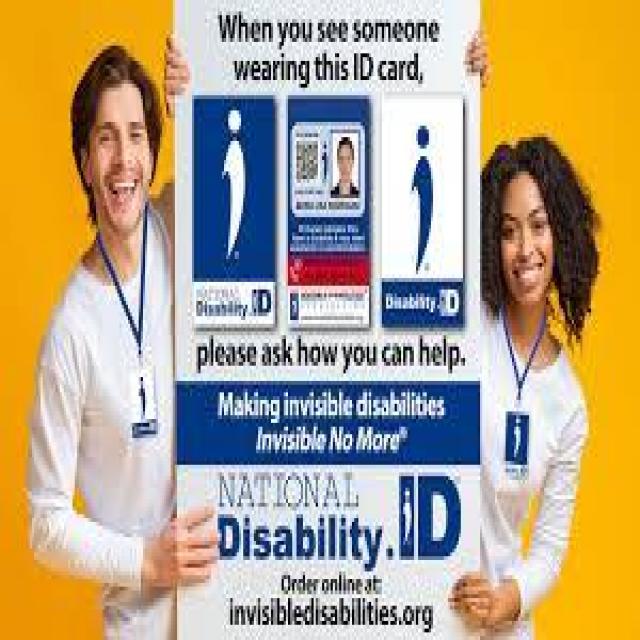 When you see someone
wearing this ID card,
NATIONAL
Disability.iD
Disability.iD
please ask how you can help.
Making invisible disabilities
Invisible No More®
NATIONAL
Disability.iD
Order online at:
invisibledisabilities.org